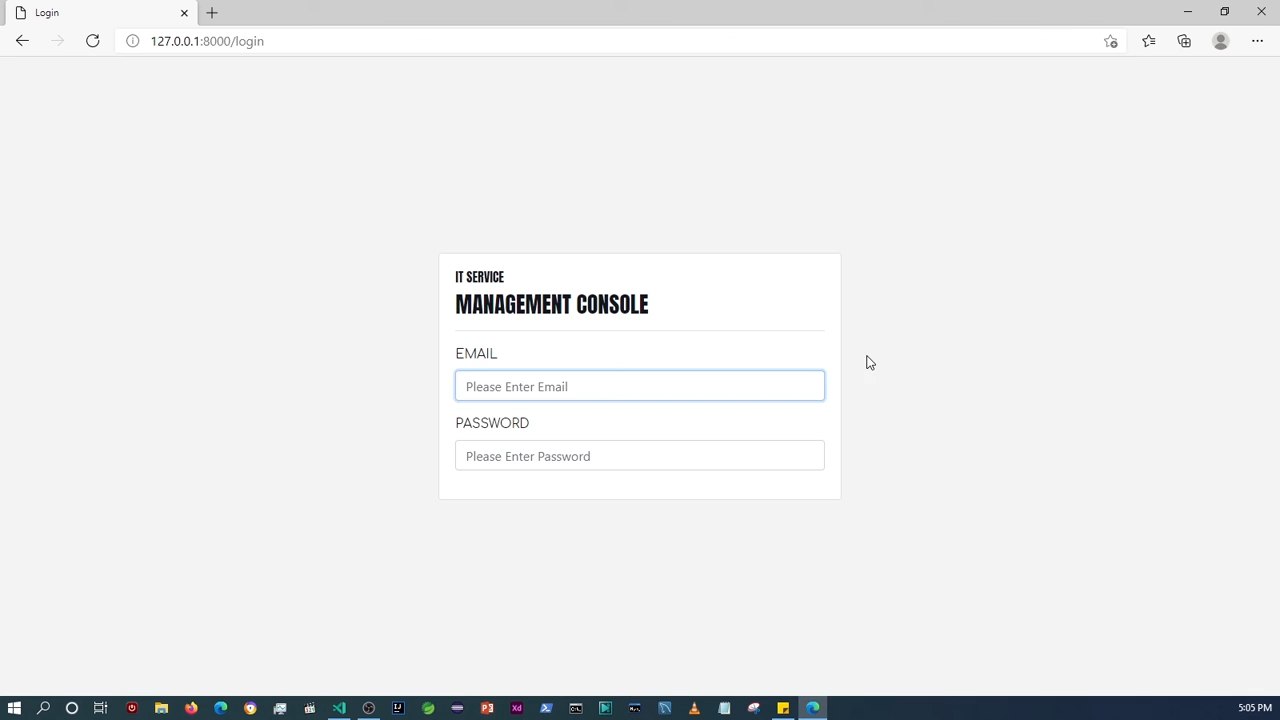 Login
127.0.0.1:8000/login
IT SERVICE
MANAGEMENT CONSOLE
EMAIL
Please Enter Email
PASSWORD
Please Enter Password
Xd
5:05 PM